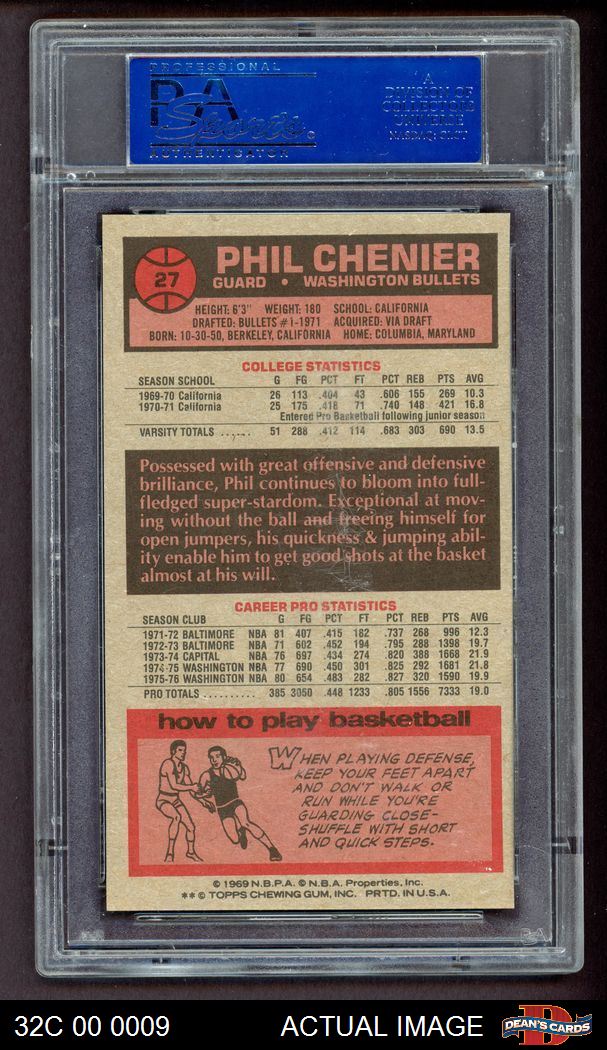 PROFESSIONAL
PSA
Sports
AUTHENTICATOR
A
DIVISION OF
COLLECTORS
UNIVERSE
NASDAQ: CLCT
27
PHIL CHENIER
GUARD • WASHINGTON BULLETS
HEIGHT: 6'3" WEIGHT: 180 SCHOOL: CALIFORNIA
DRAFTED: BULLETS #1-1971 ACQUIRED: VIA DRAFT
BORN: 10-30-50, BERKELEY, CALIFORNIA HOME: COLUMBIA, MARYLAND
COLLEGE STATISTICS
SEASON SCHOOL G FG PCT FT PCT REB PTS AVG
1969-70 California 26 113 .404 43 .606 155 269 10.3
1970-71 California 25 175 .418 71 .740 148 421 16.8
Entered Pro Basketball following junior season
VARSITY TOTALS ...... 51 288 .412 114 .683 303 690 13.5
Possessed with great offensive and defensive
brilliance, Phil continues to bloom into full-
fledged super-stardom. Exceptional at mov-
ing without the ball and freeing himself for
open jumpers, his quickness & jumping abil-
ity enable him to get good shots at the basket
almost at his will.
CAREER PRO STATISTICS
SEASON CLUB G FG PCT FT PCT REB PTS AVG
1971-72 BALTIMORE NBA 81 407 .415 182 .737 268 996 12.3
1972-73 BALTIMORE NBA 71 602 .452 194 .795 288 1398 19.7
1973-74 CAPITAL NBA 76 697 .434 274 .820 388 1668 21.9
1974-75 WASHINGTON NBA 77 690 .450 301 .825 292 1681 21.8
1975-76 WASHINGTON NBA 80 654 .483 282 .827 320 1590 19.9
PRO TOTALS .......... 385 3050 .448 1233 .805 1556 7333 19.0
how to play basketball
WHEN PLAYING DEFENSE,
KEEP YOUR FEET APART
AND DON'T WALK OR
RUN WHILE YOU'RE
GUARDING CLOSE-
SHUFFLE WITH SHORT
AND QUICK STEPS.
© 1969 N.B.P.A. © N.B.A. Properties, Inc.
** © TOPPS CHEWING GUM, INC. PRTD. IN U.S.A.
PSA
32C 00 0009 ACTUAL IMAGE
D
DEAN'S CARDS